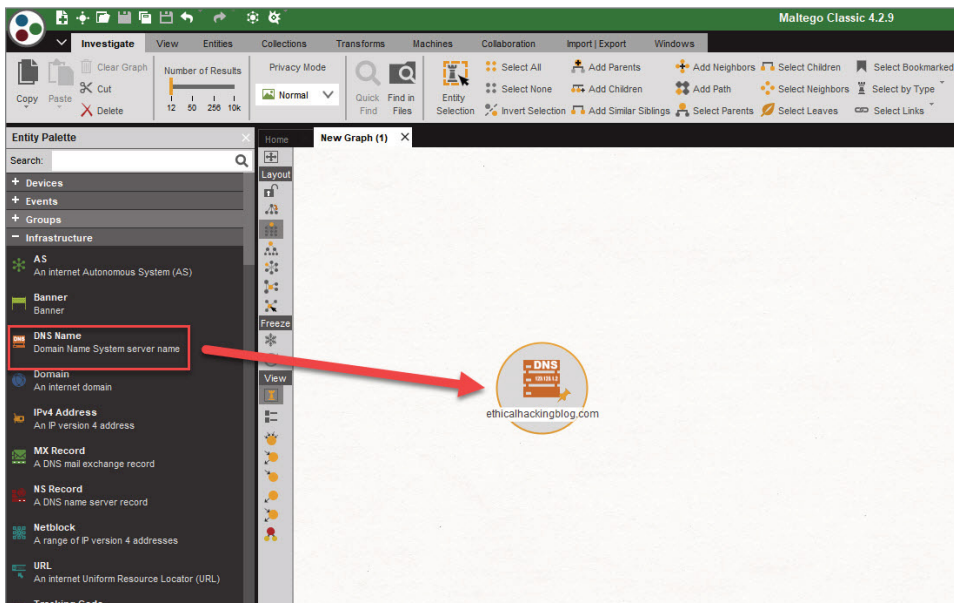 Maltego Classic 4.2.9
Investigate View Entities Collections Transforms Machines Collaboration Import | Export Windows
Copy
Paste
Clear Graph
Cut
Delete
Number of Results
12 50 256 10k
Privacy Mode
Normal
Quick Find
Find in Files
Entity Selection
Select All
Select None
Invert Selection
Add Parents
Add Children
Add Similar Siblings
Add Neighbors
Add Path
Select Parents
Select Children
Select Neighbors
Select Leaves
Select Bookmarked
Select by Type
Select Links
Entity Palette
Home
New Graph (1)
Search:
+ Devices
+ Events
+ Groups
− Infrastructure
AS
An internet Autonomous System (AS)
Banner
Banner
DNS Name
Domain Name System server name
Domain
An internet domain
IPv4 Address
An IP version 4 address
MX Record
A DNS mail exchange record
NS Record
A DNS name server record
Netblock
A range of IP version 4 addresses
URL
An internet Uniform Resource Locator (URL)
Tracking Code
Layout
Freeze
View
DNS
ethicalhackingblog.com